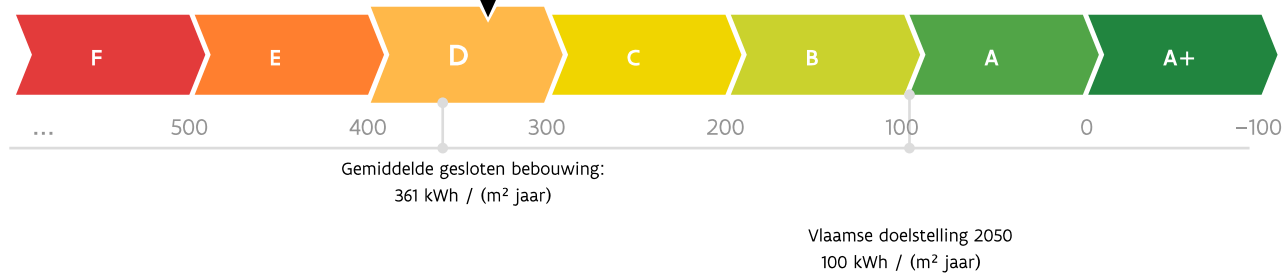 F E D C B A A+
... 500 400 300 200 100 0 −100
Gemiddelde gesloten bebouwing:
361 kWh / (m² jaar)
Vlaamse doelstelling 2050
100 kWh / (m² jaar)